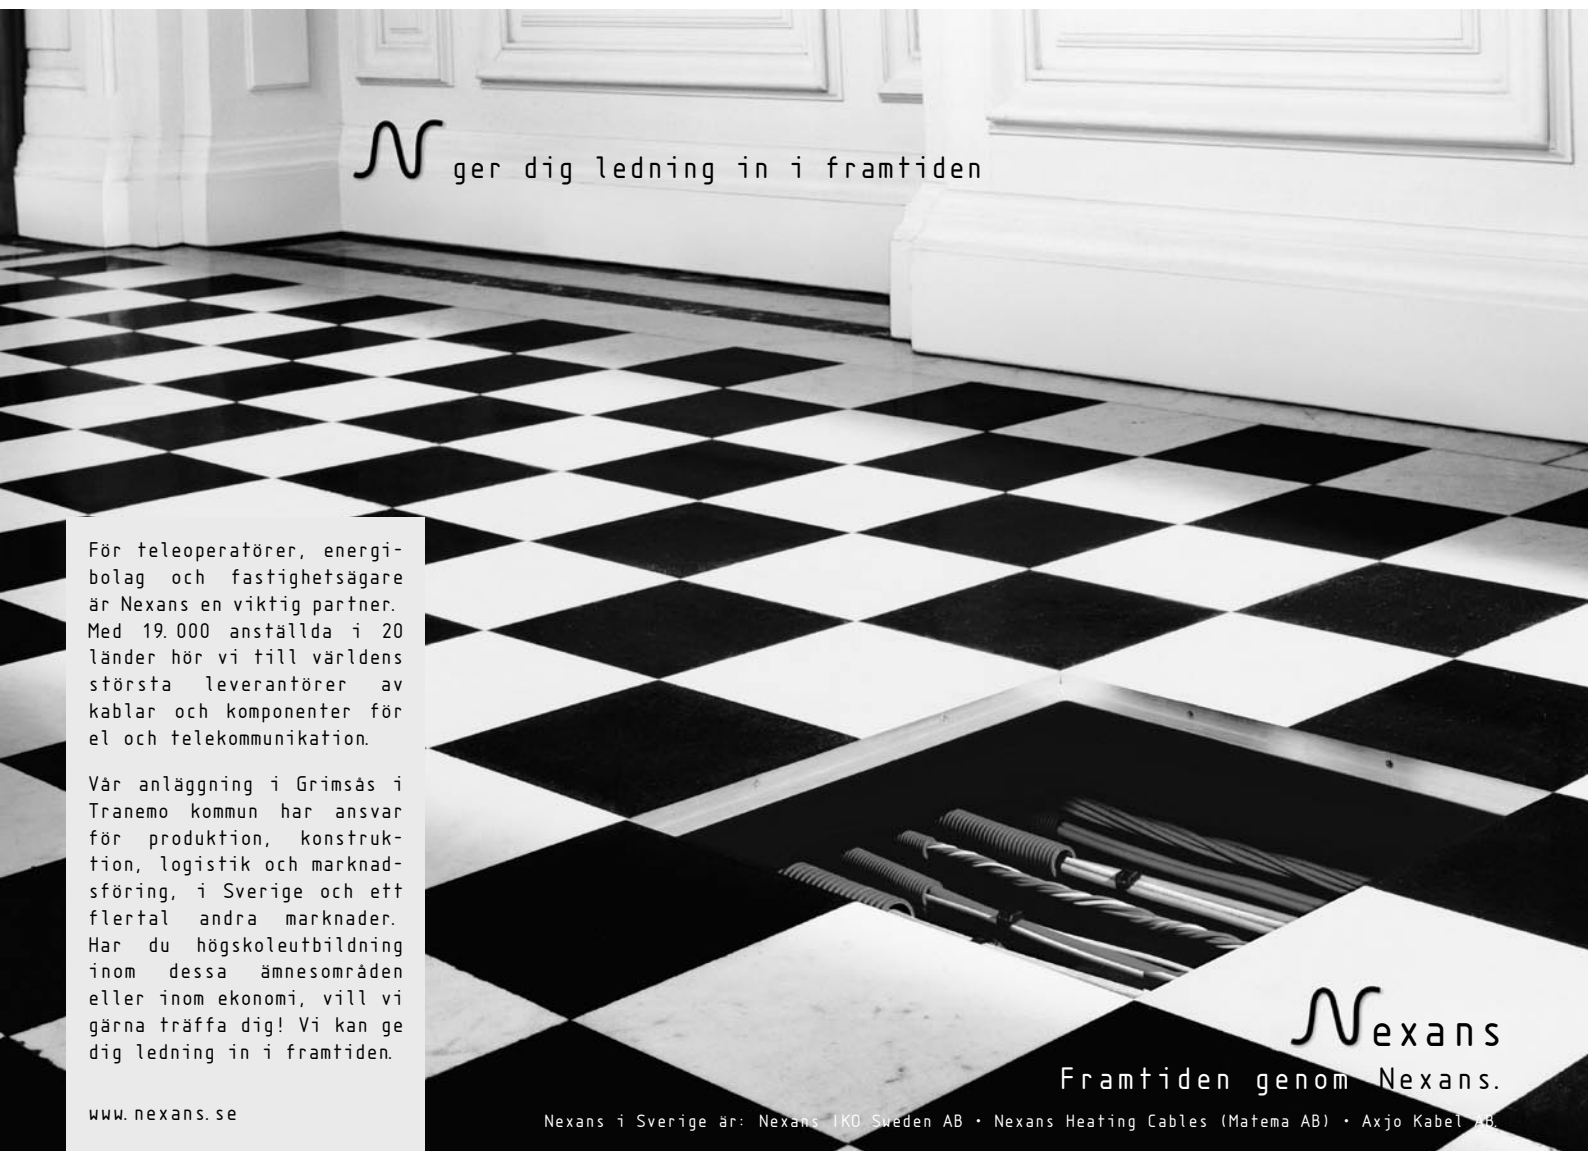 N ger dig ledning in i framtiden
För teleoperatörer, energi-
bolag och fastighetsägare
är Nexans en viktig partner.
Med 19.000 anställda i 20
länder hör vi till världens
största leverantörer av
kablar och komponenter för
el och telekommunikation.
Vår anläggning i Grimsås i
Tranemo kommun har ansvar
för produktion, konstruk-
tion, logistik och marknad-
sföring, i Sverige och ett
flertal andra marknader.
Har du högskoleutbildning
inom dessa ämnesområden
eller inom ekonomi, vill vi
gärna träffa dig! Vi kan ge
dig ledning in i framtiden.
www.nexans.se
Nexans
Framtiden genom Nexans.
Nexans i Sverige är: Nexans IKO Sweden AB • Nexans Heating Cables (Matema AB) • Axjo Kabel AB.